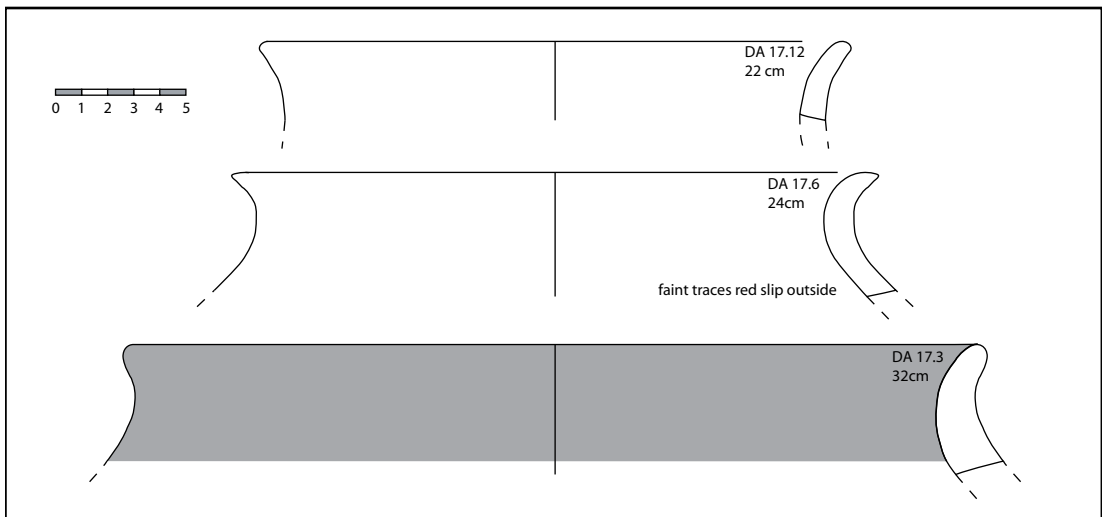 DA 17.12
22 cm
0 1 2 3 4 5
DA 17.6
24cm
faint traces red slip outside
DA 17.3
32cm